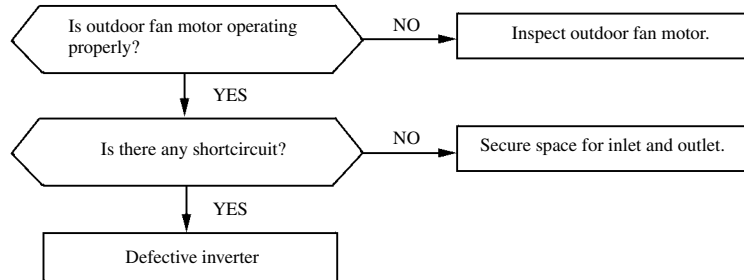 Is outdoor fan motor operating
properly?
NO
Inspect outdoor fan motor.
YES
Is there any shortcircuit?
NO
Secure space for inlet and outlet.
YES
Defective inverter